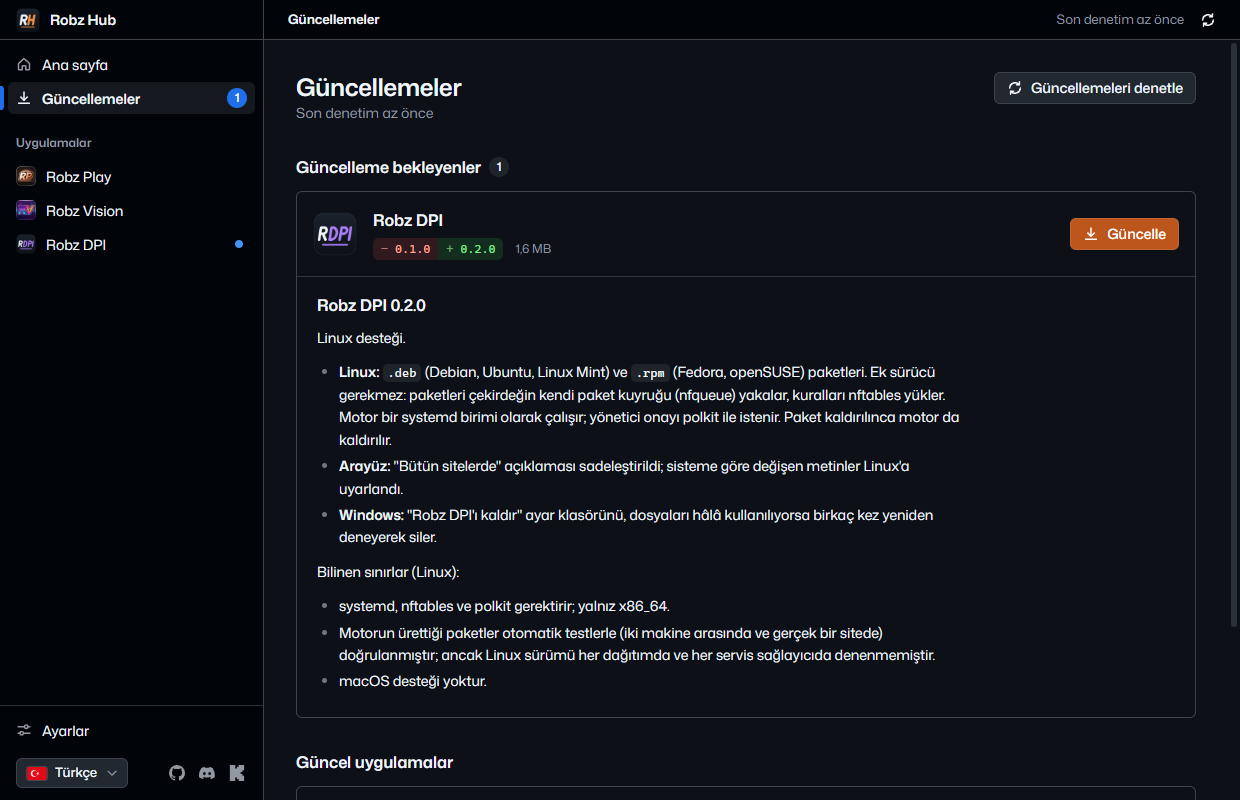 RH Robz Hub
Güncellemeler
Son denetim az önce
Ana sayfa
Güncellemeler 1
Uygulamalar
Robz Play
Robz Vision
RDPI Robz DPI
Ayarlar
Türkçe
Güncellemeler
Son denetim az önce
Güncellemeleri denetle
Güncelleme bekleyenler 1
RDPI
Robz DPI
− 0.1.0 + 0.2.0 1,6 MB
Güncelle
Robz DPI 0.2.0
Linux desteği.
• Linux: .deb (Debian, Ubuntu, Linux Mint) ve .rpm (Fedora, openSUSE) paketleri. Ek sürücü
gerekmez: paketleri çekirdeğin kendi paket kuyruğu (nfqueue) yakalar, kuralları nftables yükler.
Motor bir systemd birimi olarak çalışır; yönetici onayı polkit ile istenir. Paket kaldırılınca motor da
kaldırılır.
• Arayüz: "Bütün sitelerde" açıklaması sadeleştirildi; sisteme göre değişen metinler Linux'a
uyarlandı.
• Windows: "Robz DPI'ı kaldır" ayar klasörünü, dosyaları hâlâ kullanılıyorsa birkaç kez yeniden
deneyerek siler.
Bilinen sınırlar (Linux):
• systemd, nftables ve polkit gerektirir; yalnız x86_64.
• Motorun ürettiği paketler otomatik testlerle (iki makine arasında ve gerçek bir sitede)
doğrulanmıştır; ancak Linux sürümü her dağıtımda ve her servis sağlayıcıda denenmemiştir.
• macOS desteği yoktur.
Güncel uygulamalar